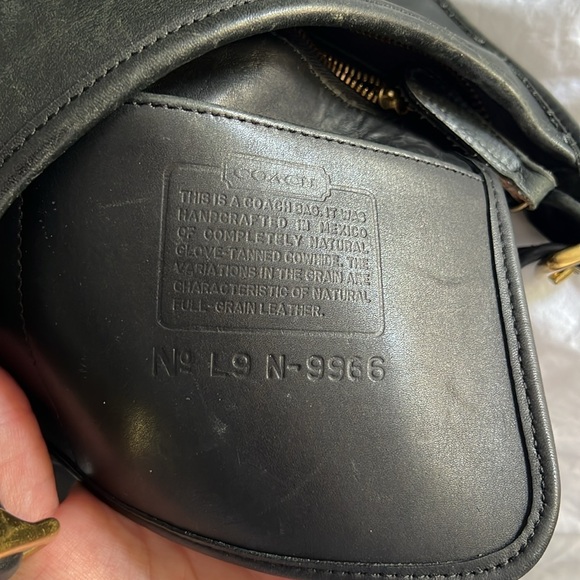 COACH
THIS IS A COACH BAG. IT WAS
HANDCRAFTED IN MEXICO
OF COMPLETELY NATURAL
GLOVE-TANNED COWHIDE. THE
VARIATIONS IN THE GRAIN ARE
CHARACTERISTIC OF NATURAL
FULL-GRAIN LEATHER.
No L9N-9966